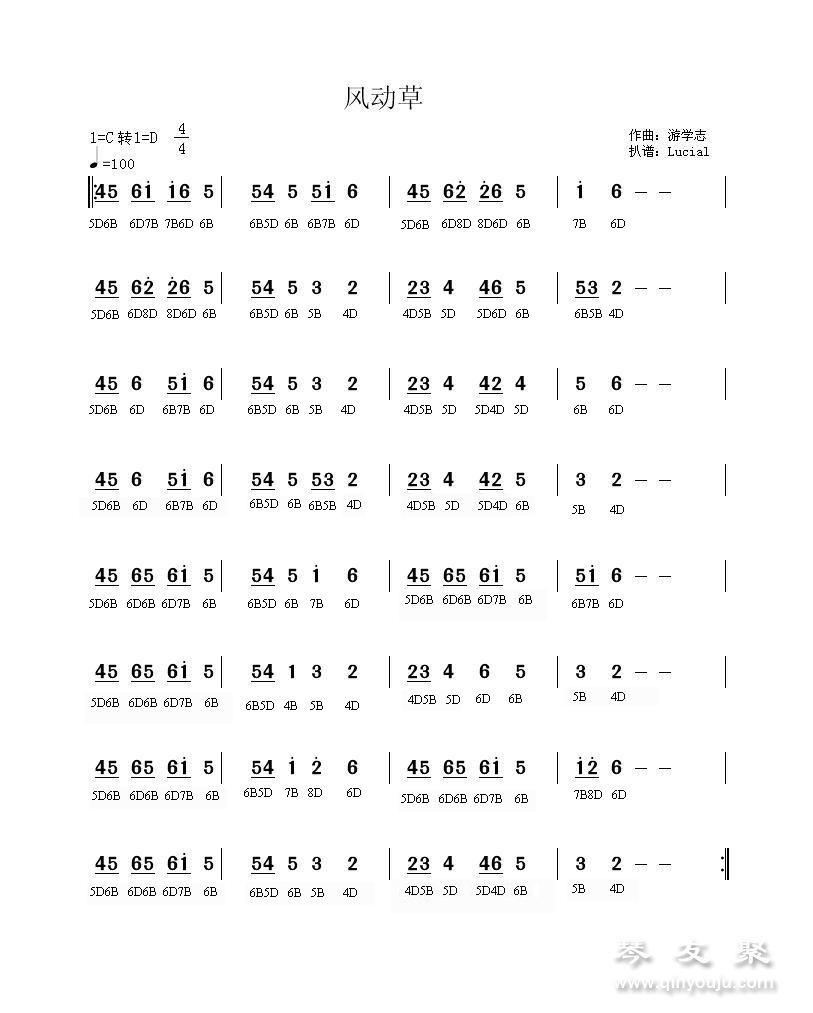 风动草
1=C 转1=D 4/4
作曲：游学志
♩=100
扒谱：Lucial
45 6i̇ i̇6 5 | 54 5 5i̇ 6 | 45 62̇ 2̇6 5 | i̇ 6 — — |
5D6B 6D7B 7B6D 6B 6B5D 6B 6B7B 6D 5D6B 6D8D 8D6D 6B 7B 6D
45 62̇ 2̇6 5 | 54 5 3 2 | 23 4 46 5 | 53 2 — — |
5D6B 6D8D 8D6D 6B 6B5D 6B 5B 4D 4D5B 5D 5D6D 6B 6B5B 4D
45 6 5i̇ 6 | 54 5 3 2 | 23 4 42 4 | 5 6 — — |
5D6B 6D 6B7B 6D 6B5D 6B 5B 4D 4D5B 5D 5D4D 5D 6B 6D
45 6 5i̇ 6 | 54 5 53 2 | 23 4 42 5 | 3 2 — — |
5D6B 6D 6B7B 6D 6B5D 6B 6B5B 4D 4D5B 5D 5D4D 6B 5B 4D
45 65 6i̇ 5 | 54 5 i̇ 6 | 45 65 6i̇ 5 | 5i̇ 6 — — |
5D6B 6D6B 6D7B 6B 6B5D 6B 7B 6D 5D6B 6D6B 6D7B 6B 6B7B 6D
45 65 6i̇ 5 | 54 1 3 2 | 23 4 6 5 | 3 2 — — |
5D6B 6D6B 6D7B 6B 6B5D 4B 5B 4D 4D5B 5D 6D 6B 5B 4D
45 65 6i̇ 5 | 54 i̇ 2̇ 6 | 45 65 6i̇ 5 | i̇2̇ 6 — — |
5D6B 6D6B 6D7B 6B 6B5D 7B 8D 6D 5D6B 6D6B 6D7B 6B 7B8D 6D
45 65 6i̇ 5 | 54 5 3 2 | 23 4 46 5 | 3 2 — — :|
5D6B 6D6B 6D7B 6B 6B5D 6B 5B 4D 4D5B 5D 5D4D 6B 5B 4D
琴友聚
www.qinyouju.com